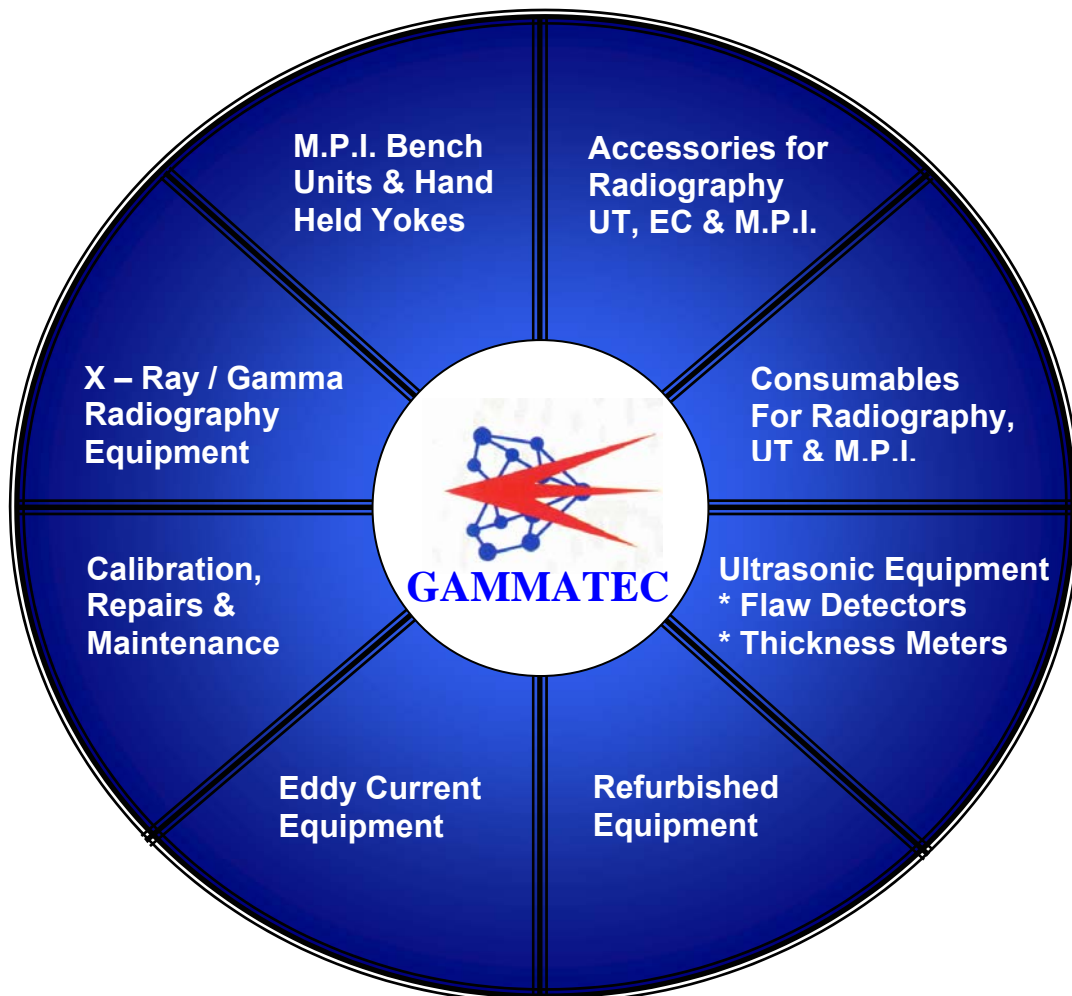 M.P.I. Bench
Units & Hand
Held Yokes
Accessories for
Radiography
UT, EC & M.P.I.
X – Ray / Gamma
Radiography
Equipment
Consumables
For Radiography,
UT & M.P.I.
GAMMATEC
Calibration,
Repairs &
Maintenance
Ultrasonic Equipment
* Flaw Detectors
* Thickness Meters
Eddy Current
Equipment
Refurbished
Equipment